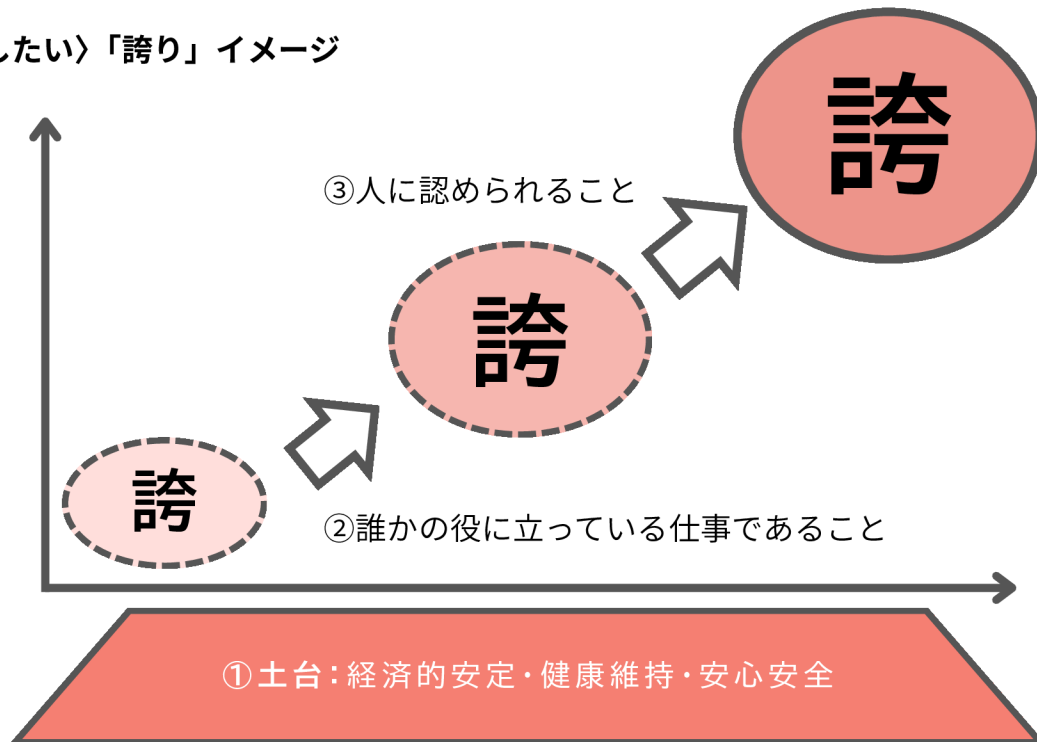 したい〉「誇り」イメージ
誇
③人に認められること
誇
誇
②誰かの役に立っている仕事であること
①土台：経済的安定・健康維持・安心安全